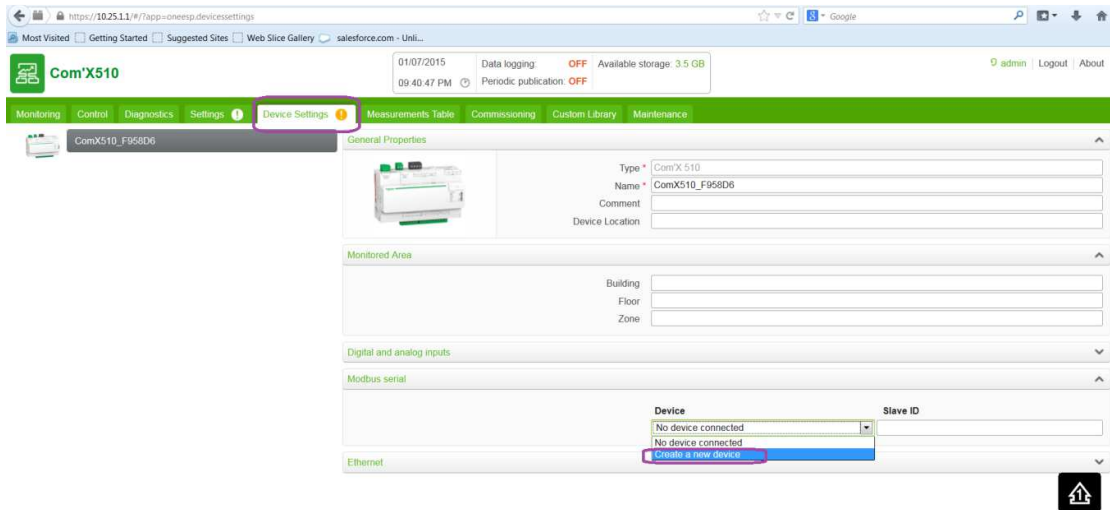 https://10.25.1.1/#/?app=oneesp.devicessettings
Google
Most Visited Getting Started Suggested Sites Web Slice Gallery salesforce.com - Unli...
Com'X510
01/07/2015
09:40:47 PM
Data logging: OFF Available storage: 3.5 GB
Periodic publication: OFF
admin Logout About
Monitoring Control Diagnostics Settings ! Device Settings ! Measurements Table Commissioning Custom Library Maintenance
ComX510_F958D6
General Properties
Type * Com'X 510
Name * ComX510_F958D6
Comment
Device Location
Monitored Area
Building
Floor
Zone
Digital and analog inputs
Modbus serial
Device Slave ID
No device connected
No device connected
Create a new device
Ethernet
1